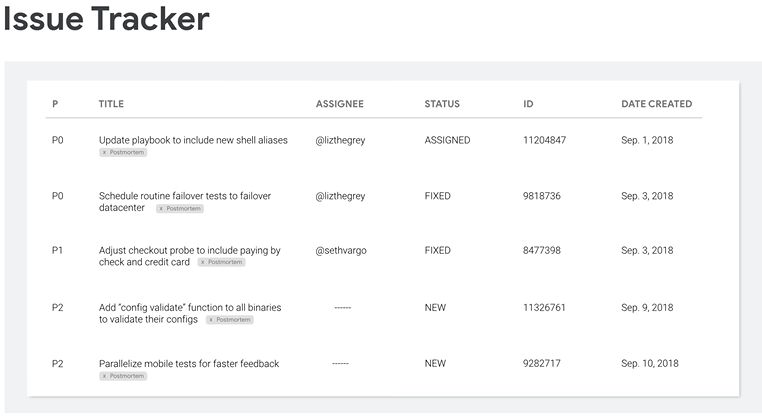 Issue Tracker
P TITLE ASSIGNEE STATUS ID DATE CREATED
P0 Update playbook to include new shell aliases @lizthegrey ASSIGNED 11204847 Sep. 1, 2018
x Postmortem
P0 Schedule routine failover tests to failover @lizthegrey FIXED 9818736 Sep. 3, 2018
datacenter x Postmortem
P1 Adjust checkout probe to include paying by @sethvargo FIXED 8477398 Sep. 3, 2018
check and credit card x Postmortem
P2 Add “config validate” function to all binaries ------ NEW 11326761 Sep. 9, 2018
to validate their configs x Postmortem
P2 Parallelize mobile tests for faster feedback ------ NEW 9282717 Sep. 10, 2018
x Postmortem